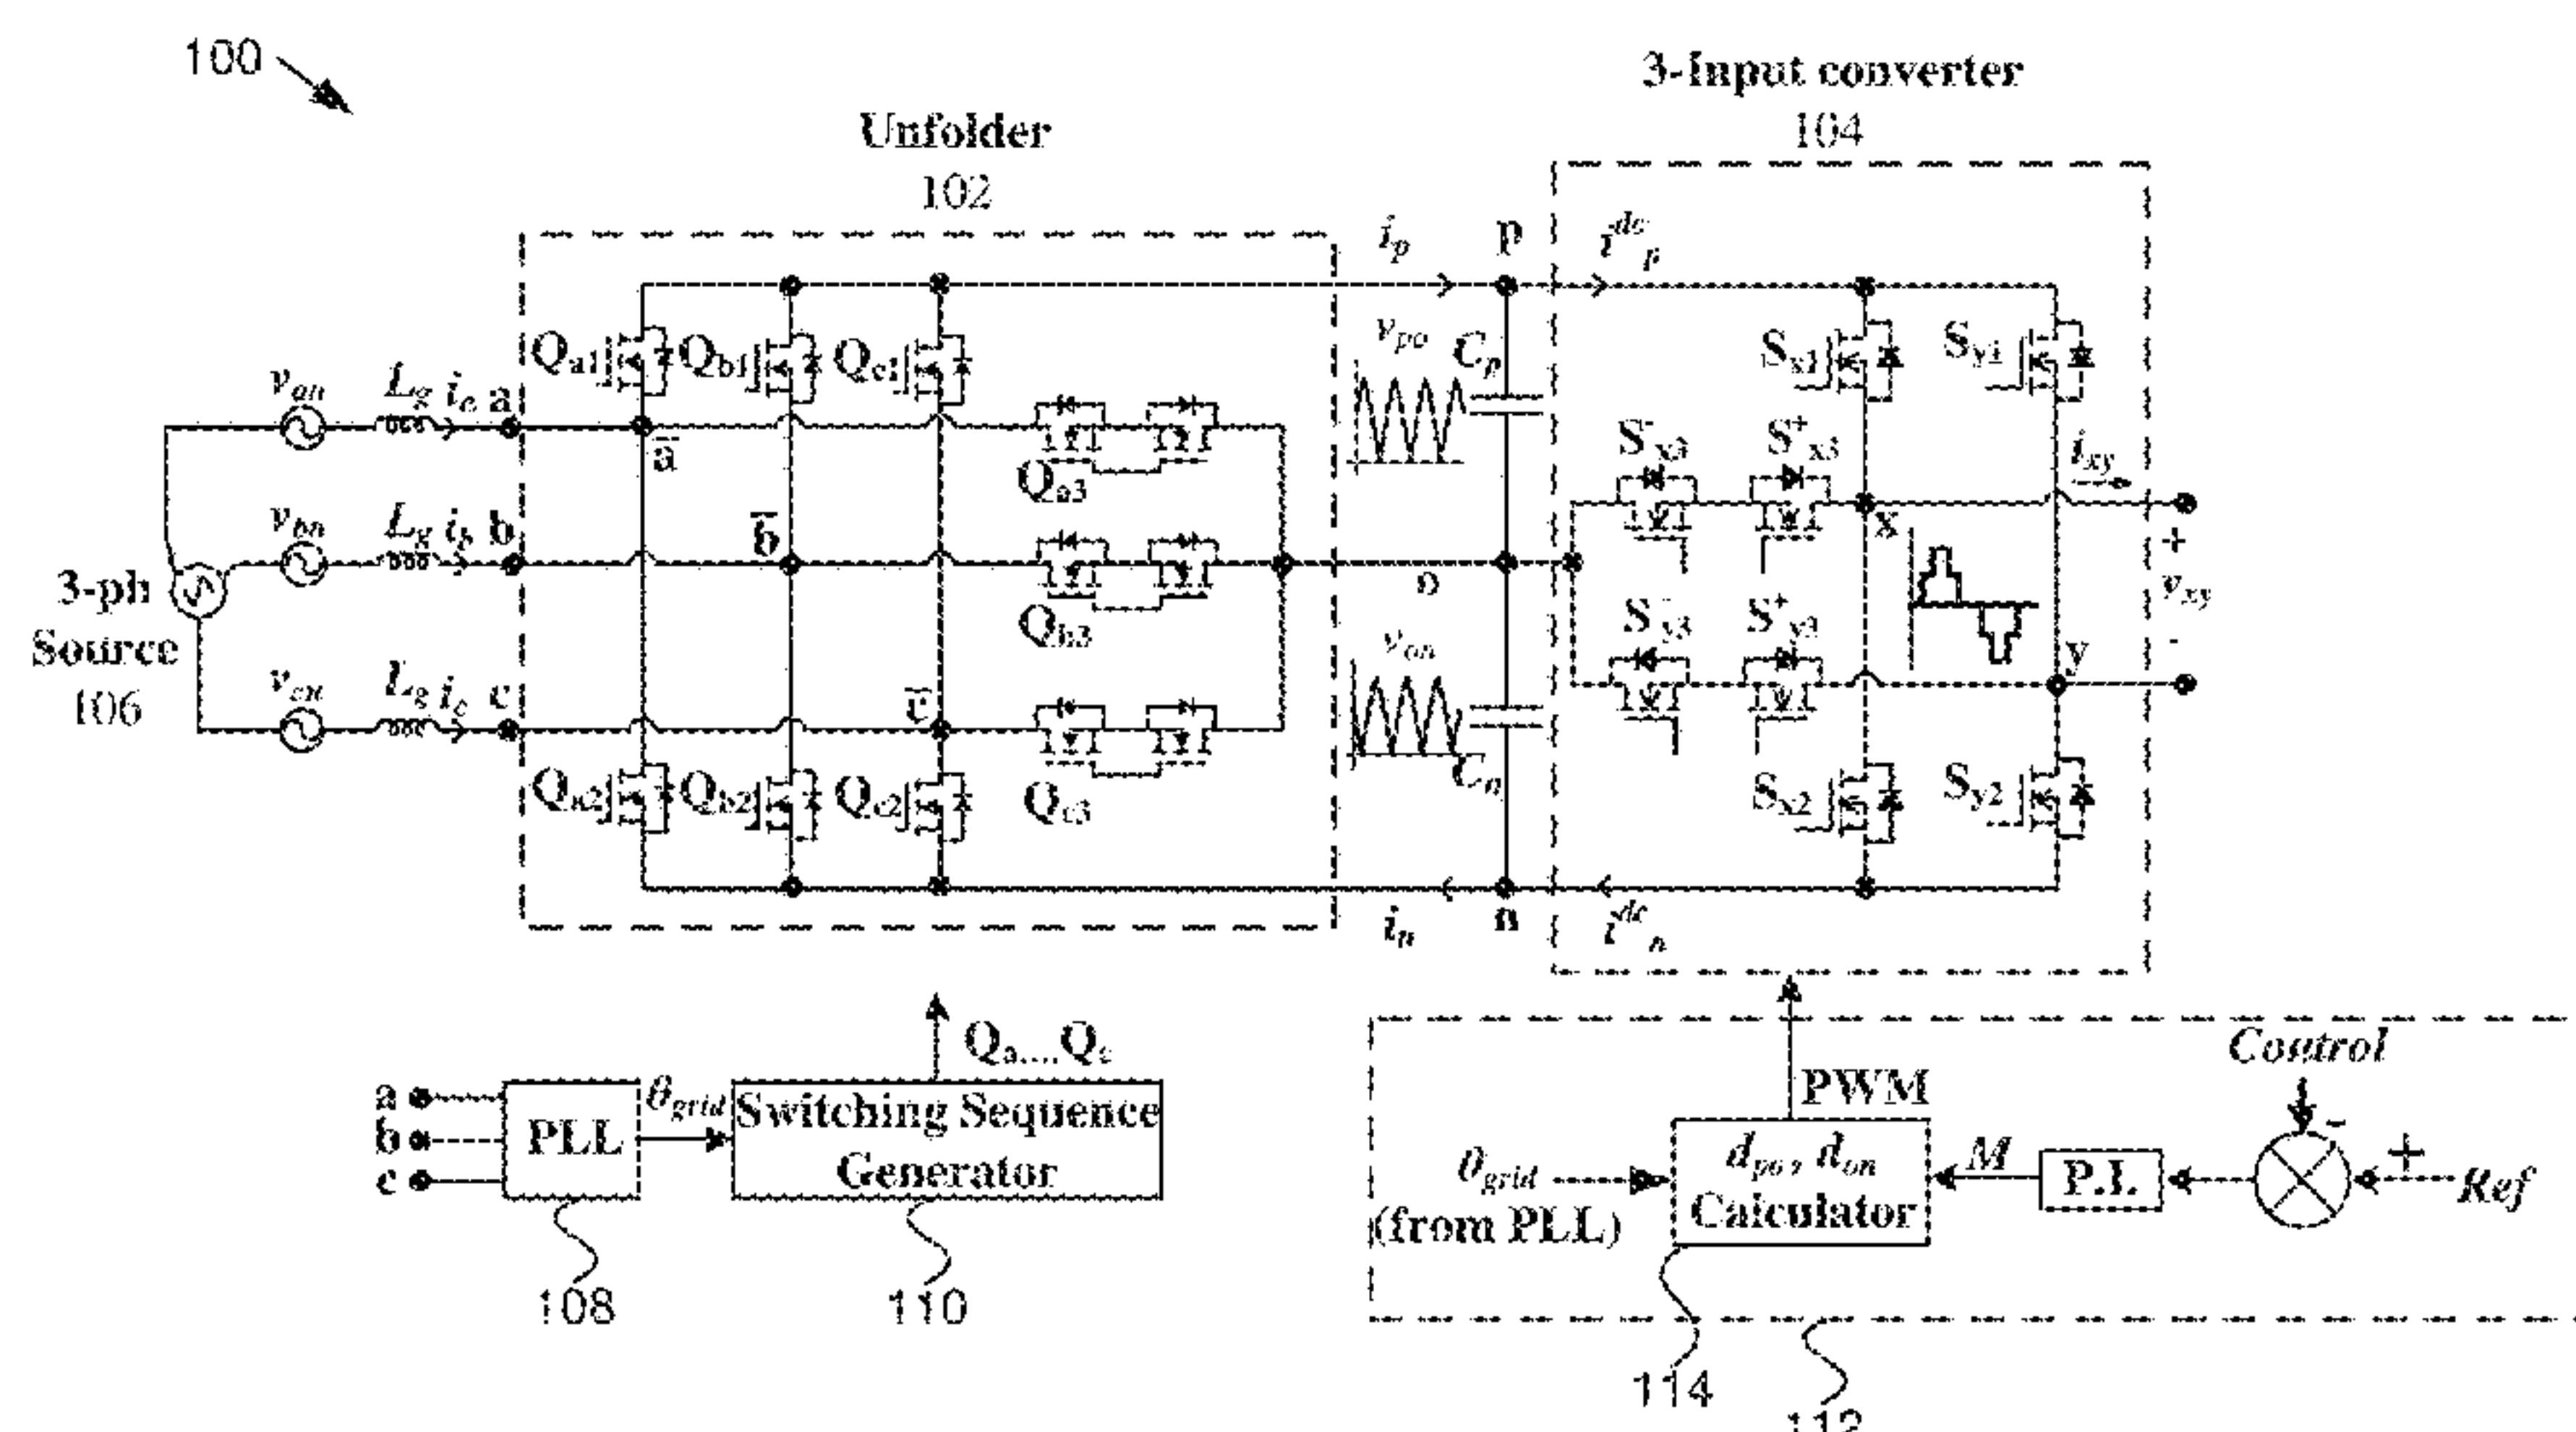 100
Unfolder
102
3-Input converter
104
i_p
p
i^dc_p
v_po
C_p
Q_a1
Q_b1
Q_c1
v_an
L_g
i_a
a
a̅
Q_a3
v_bn
L_g
i_b
b
b̅
Q_b3
3-ph
Source
106
v_cn
L_g
i_c
c
c̅
Q_c3
Q_a2
Q_b2
Q_c2
o
v_on
C_n
i_n
n
i^dc_n
S_x1
S_y1
S^-_x3
S^+_x3
i_xy
x
+
v_xy
-
S^-_y3
S^+_y3
y
S_x2
S_y2
Q_a....Q_c
a
b
c
PLL
θ_grid
Switching Sequence
Generator
108
110
Control
PWM
-
+
θ_grid
(from PLL)
d_po, d_on
Calculator
M
P.I.
Ref
114